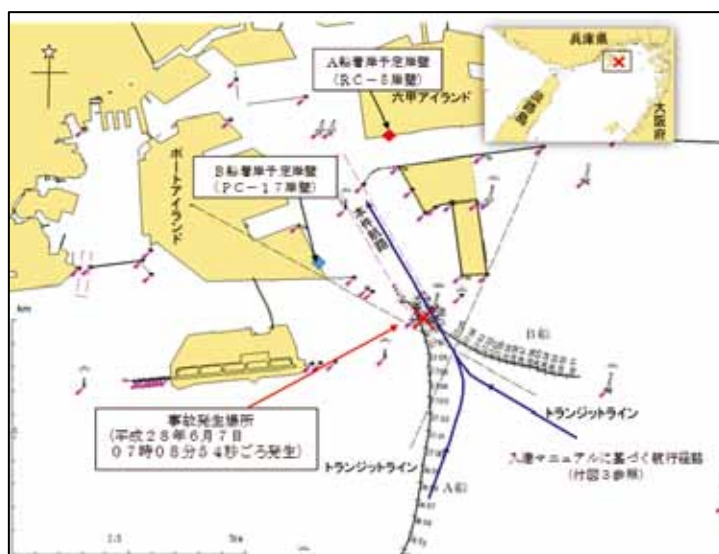 兵庫県
大阪府
淡路島
A船着岸予定岸壁
(RC-5岸壁)
六甲アイランド
ポートアイランド
B船着岸予定岸壁
(PC-17岸壁)
本件航路
km
B船
事故発生場所
(平成28年6月7日
07時08分54秒ごろ発生)
トランジットライン
トランジットライン
入港マニュアルに基づく航行経路
(付図3参照)
A船